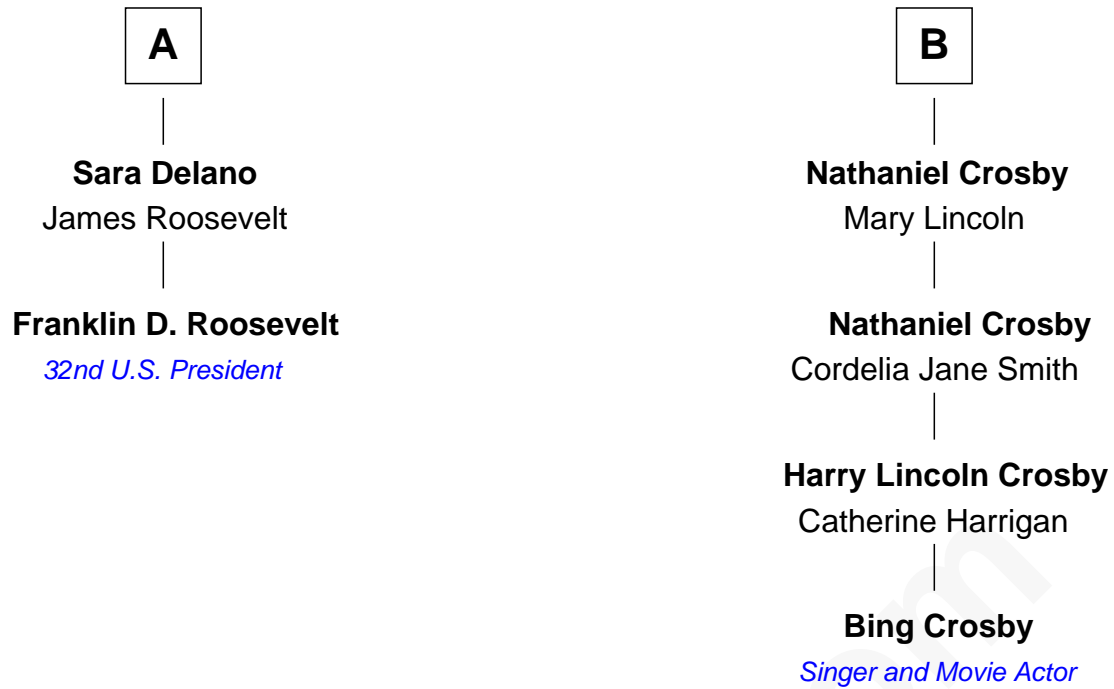 A
Sara Delano
James Roosevelt
Franklin D. Roosevelt
32nd U.S. President
B
Nathaniel Crosby
Mary Lincoln
Nathaniel Crosby
Cordelia Jane Smith
Harry Lincoln Crosby
Catherine Harrigan
Bing Crosby
Singer and Movie Actor